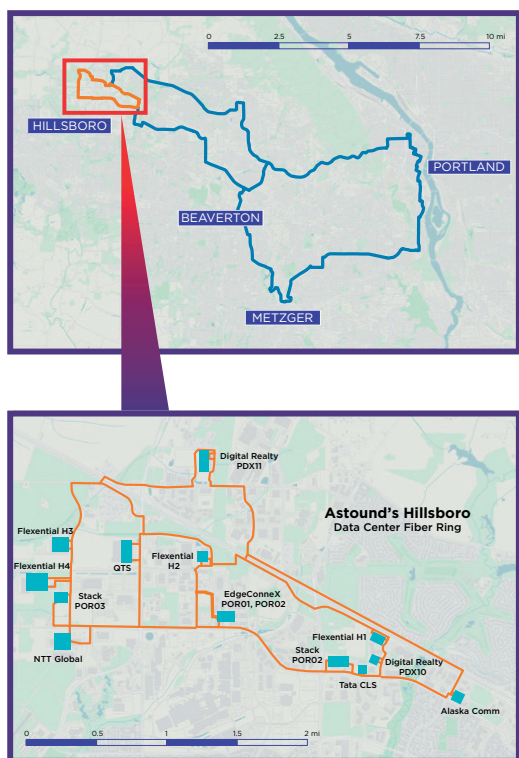 0 2.5 5 7.5 10 mi
HILLSBORO
PORTLAND
BEAVERTON
METZGER
Digital Realty
PDX11
Astound's Hillsboro
Data Center Fiber Ring
Flexential H3
Flexential H4
QTS
Flexential
H2
Stack
POR03
EdgeConneX
POR01, POR02
NTT Global
Flexential H1
Stack
POR02
Digital Realty
PDX10
Tata CLS
Alaska Comm
0 0.5 1 1.5 2 mi